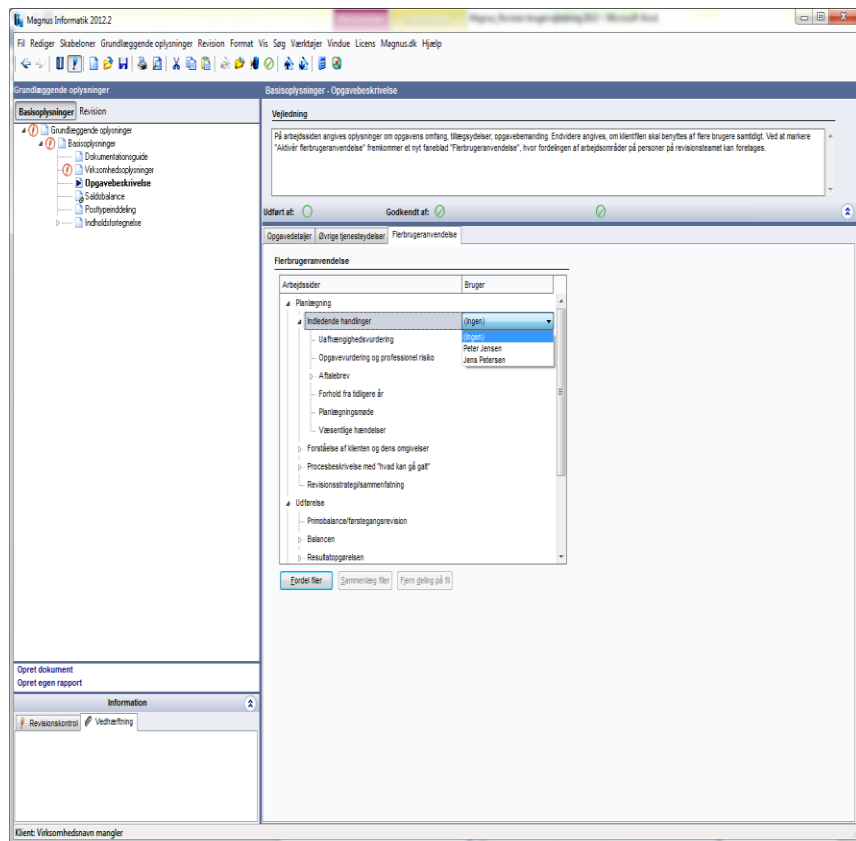 Magnus Informatik 2012.2
Fil Rediger Skabeloner Grundlæggende oplysninger Revision Format Vis Søg Værktøjer Vindue Licens Magnus.dk Hjælp
Grundlæggende oplysninger
Basisoplysninger Revision
Grundlæggende oplysninger
Basisoplysninger
Dokumentationsguide
Virksomhedsoplysninger
Opgavebeskrivelse
Saldobalance
Posttypeinddeling
Indholdsfortegnelse
Opret dokument
Opret egen rapport
Information
Revisionskontrol Vedhæftning
Basisoplysninger - Opgavebeskrivelse
Vejledning
På arbejdssiden angives oplysninger om opgavens omfang, tillægsydelser, opgavebemanding. Endvidere angives, om klientfilen skal benyttes af flere brugere samtidigt. Ved at markere
"Aktivér flerbrugeranvendelse" fremkommer et nyt faneblad "Flerbrugeranvendelse", hvor fordelingen af arbejdsområder på personer på revisionsteamet kan foretages.
Udført af: Godkendt af:
Opgavedetaljer Øvrige tjenesteydelser Flerbrugeranvendelse
Flerbrugeranvendelse
Arbejdssider Bruger
Planlægning
Indledende handlinger (Ingen)
(Ingen)
Peter Jensen
Jens Petersen
Uafhængighedsvurdering
Opgavevurdering og professionel risiko
Aftalebrev
Forhold fra tidligere år
Planlægningsmøde
Væsentlige hændelser
Forståelse af klienten og dens omgivelser
Procesbeskrivelse med "hvad kan gå galt"
Revisionsstrategi/sammenfatning
Udførelse
Primobalance/førstegangsrevision
Balancen
Resultatopgørelsen
Fordel filer Sammenlæg filer Fjern deling på fil
Klient: Virksomhedsnavn mangler